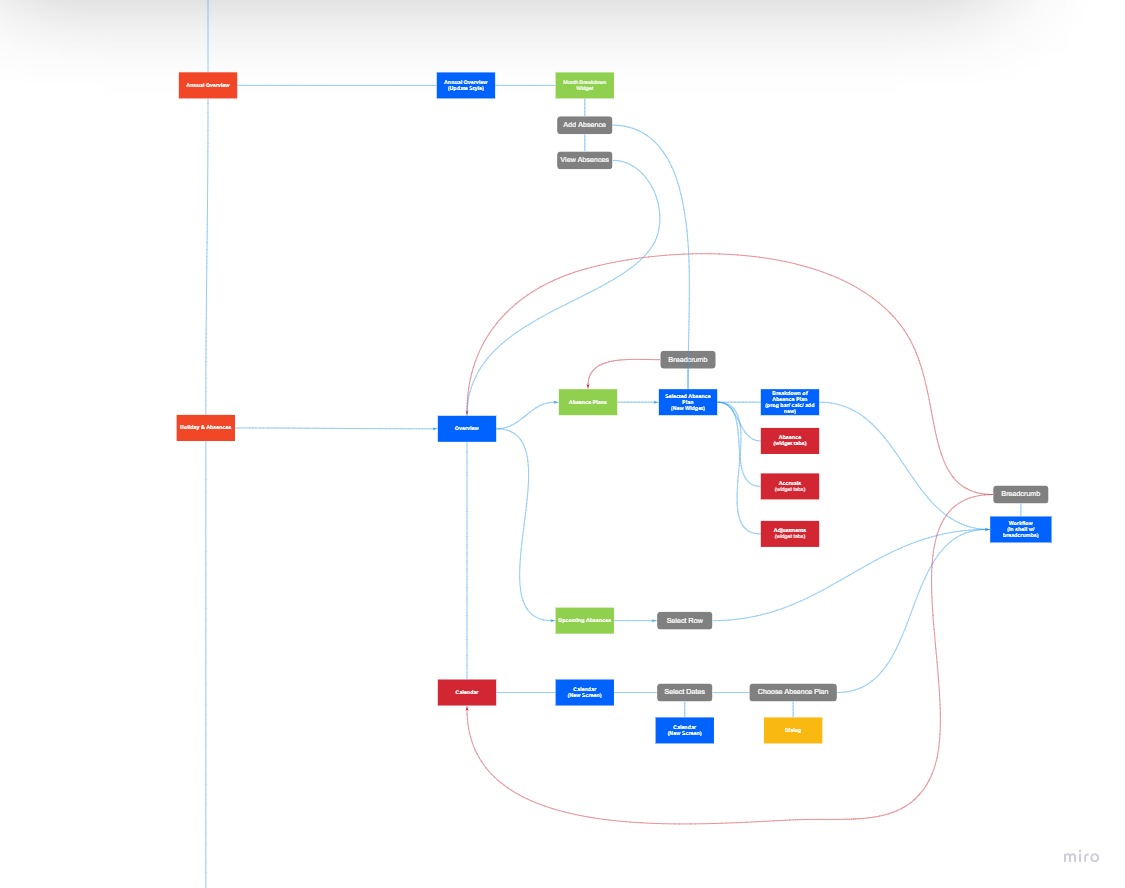 Annual Overview
Annual Overview
(Update Style)
Month Breakdown
Widget
Add Absence
View Absences
Breadcrumb
Absence Plans
Selected Absence
Plan
(New Widget)
Breakdown of
Absence Plan
(prog bar/ calc/ add
new)
Holiday & Absences
Overview
Absence
(widget tabs)
Accruals
(widget tabs)
Adjustments
(widget tabs)
Breadcrumb
Workflow
(in shell w/
breadcrumbs)
Upcoming Absences
Select Row
Calendar
Calendar
(New Screen)
Select Dates
Choose Absence Plan
Calendar
(New Screen)
Dialog
miro